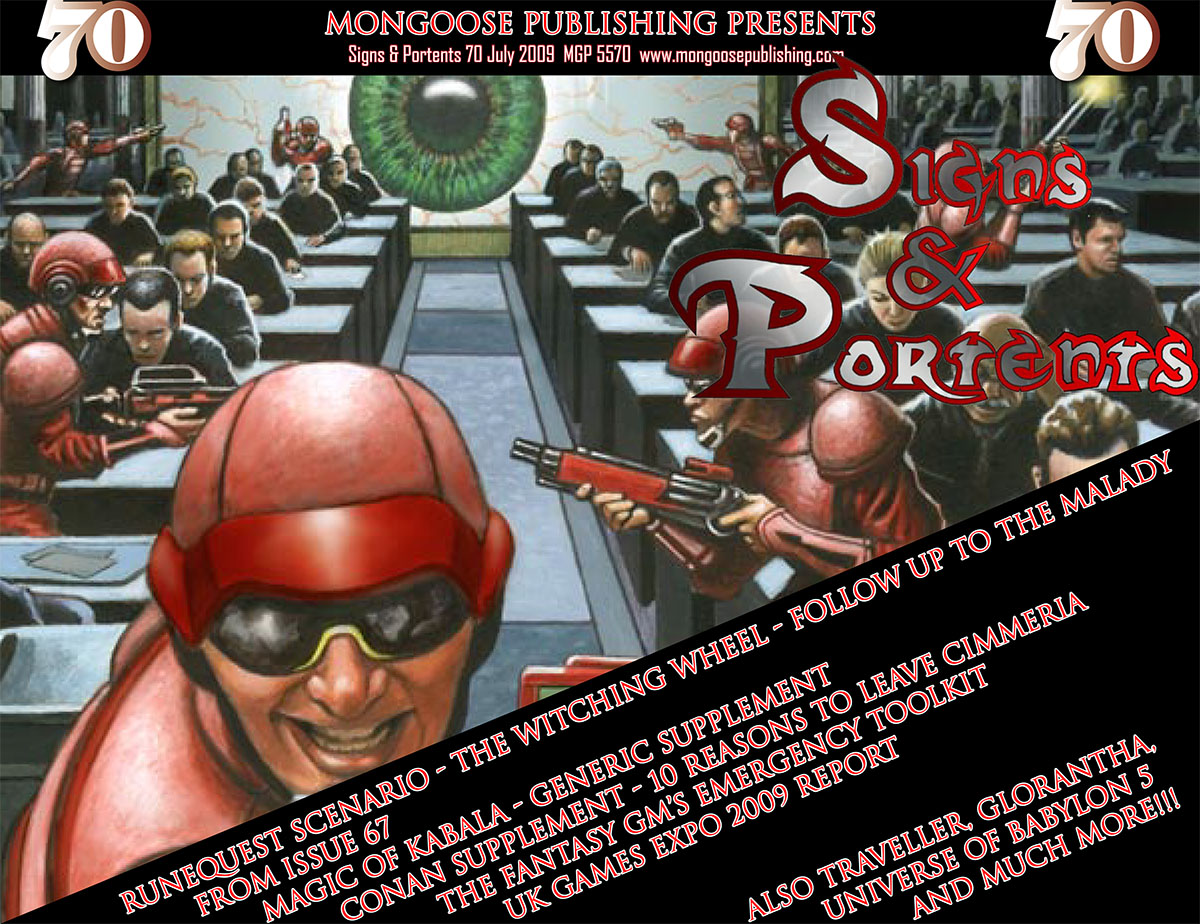 70
MONGOOSE PUBLISHING PRESENTS
70
Signs & Portents 70 July 2009 MGP 5570 www.mongoosepublishing.com
Signs
&
Portents
RUNEQUEST SCENARIO - THE WITCHING WHEEL - FOLLOW UP TO THE MALADY
FROM ISSUE 67
MAGIC OF KABALA - GENERIC SUPPLEMENT
CONAN SUPPLEMENT - 10 REASONS TO LEAVE CIMMERIA
THE FANTASY GM'S EMERGENCY TOOLKIT
UK GAMES EXPO 2009 REPORT
ALSO TRAVELLER, GLORANTHA,
UNIVERSE OF BABYLON 5
AND MUCH MORE!!!